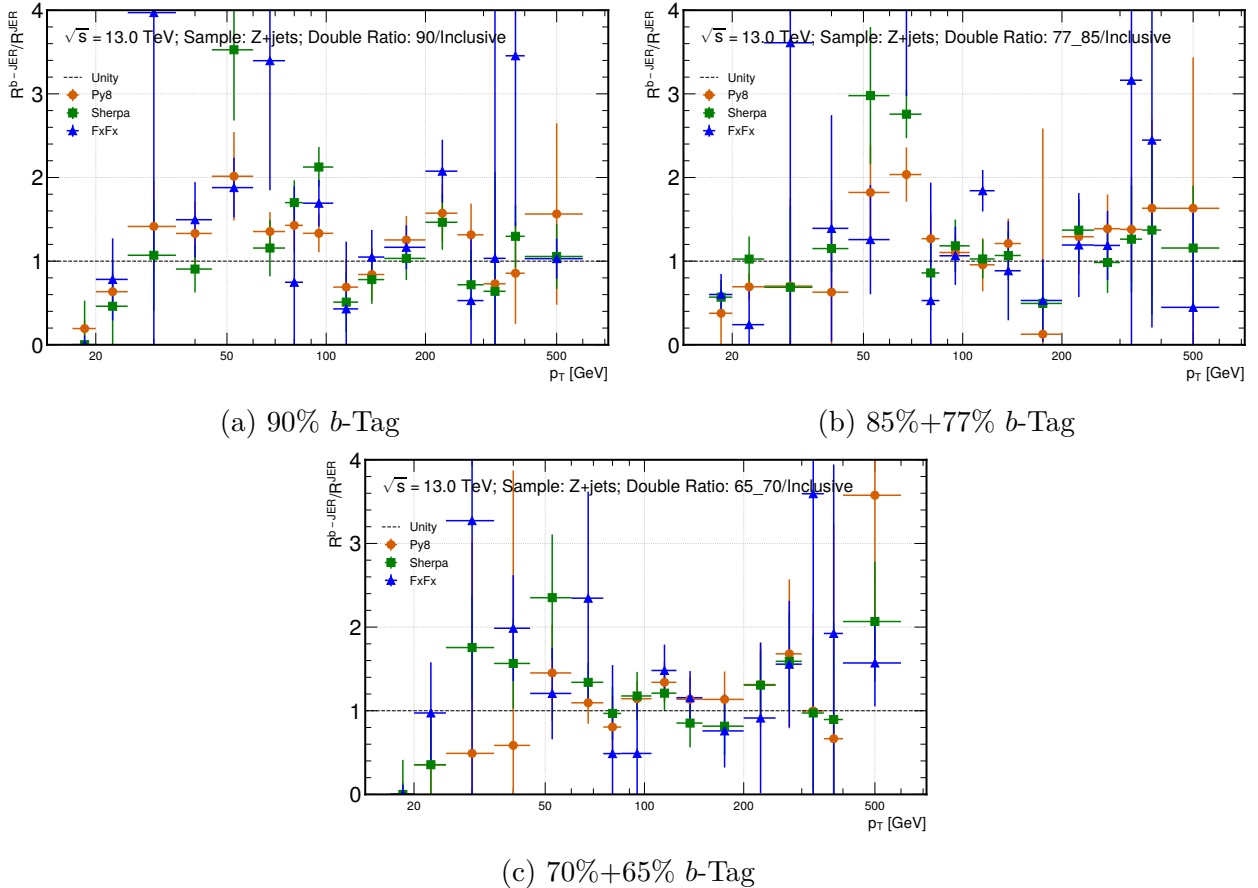 √s = 13.0 TeV; Sample: Z+jets; Double Ratio: 90/Inclusive
Unity
Py8
Sherpa
FxFx
R^b-JER/R^JER
0
1
2
3
4
20
50
100
200
500
p_T [GeV]
(a) 90% b-Tag
√s = 13.0 TeV; Sample: Z+jets; Double Ratio: 77_85/Inclusive
Unity
Py8
Sherpa
FxFx
R^b-JER/R^JER
0
1
2
3
4
20
50
100
200
500
p_T [GeV]
(b) 85%+77% b-Tag
√s = 13.0 TeV; Sample: Z+jets; Double Ratio: 65_70/Inclusive
Unity
Py8
Sherpa
FxFx
R^b-JER/R^JER
0
1
2
3
4
20
50
100
200
500
p_T [GeV]
(c) 70%+65% b-Tag